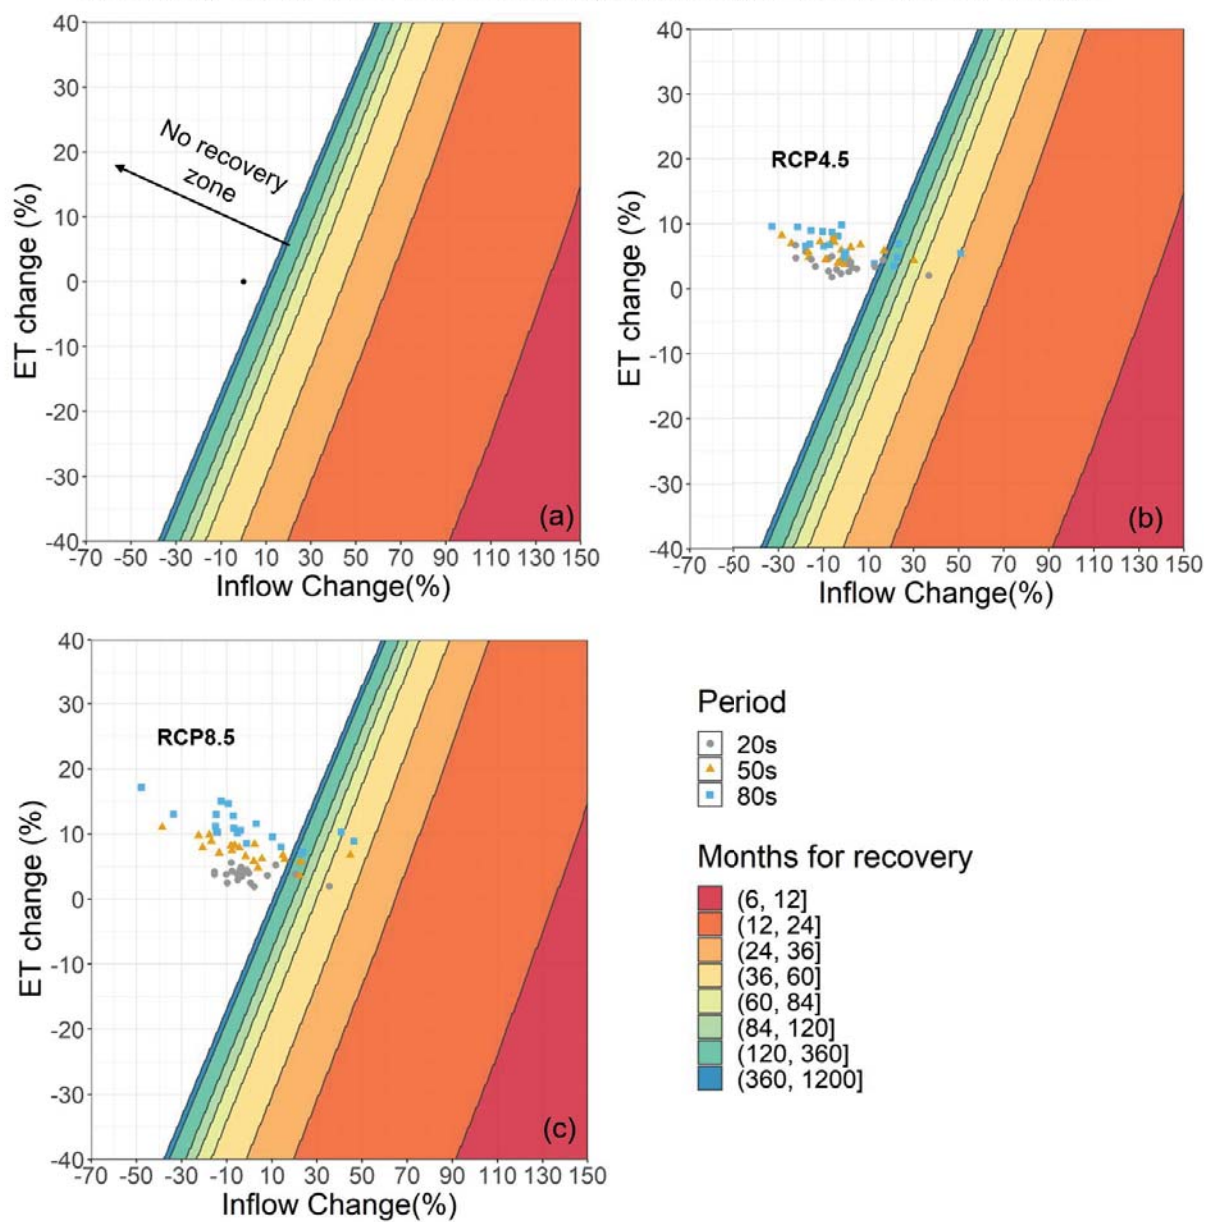 40
30
20
10
0
-10
-20
-30
-40
ET change (%)
No recovery
zone
(a)
-70 -50 -30 -10 10 30 50 70 90 110 130 150
Inflow Change(%)
40
30
20
10
0
-10
-20
-30
-40
ET change (%)
RCP4.5
(b)
-70 -50 -30 -10 10 30 50 70 90 110 130 150
Inflow Change(%)
40
30
20
10
0
-10
-20
-30
-40
ET change (%)
RCP8.5
(c)
-70 -50 -30 -10 10 30 50 70 90 110 130 150
Inflow Change(%)
Period
20s
50s
80s
Months for recovery
(6, 12]
(12, 24]
(24, 36]
(36, 60]
(60, 84]
(84, 120]
(120, 360]
(360, 1200]